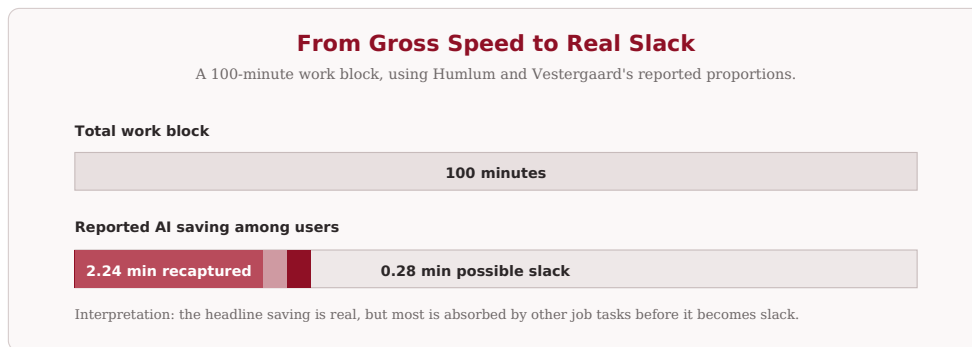 From Gross Speed to Real Slack
A 100-minute work block, using Humlum and Vestergaard's reported proportions.
Total work block
100 minutes
Reported AI saving among users
2.24 min recaptured
0.28 min possible slack
Interpretation: the headline saving is real, but most is absorbed by other job tasks before it becomes slack.